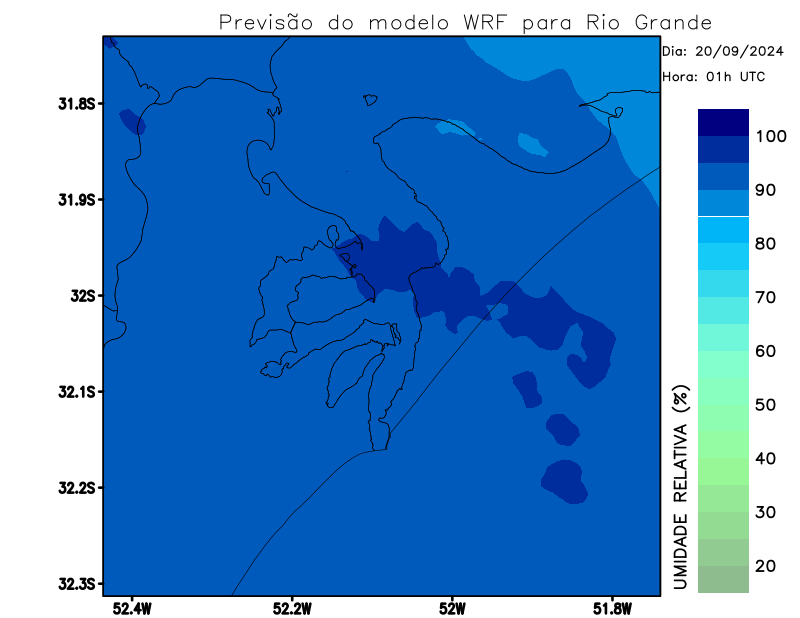 Previsão do modelo WRF para Rio Grande
Dia: 20/09/2024
Hora: 01h UTC
31.8S
31.9S
32S
32.1S
32.2S
32.3S
52.4W
52.2W
52W
51.8W
UMIDADE RELATIVA (%)
100
90
80
70
60
50
40
30
20